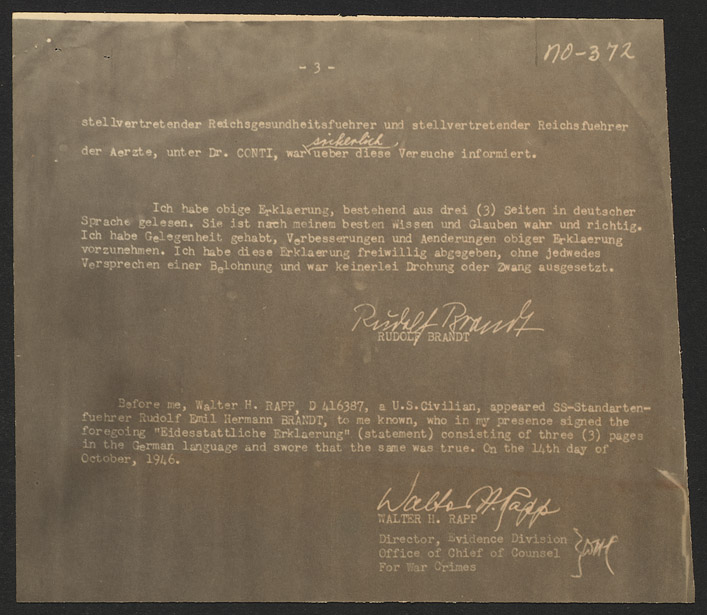 NO-372
- 3 -
stellvertretender Reichsgesundheitsfuehrer und stellvertretender Reichsfuehrer
sicherlich
der Aerzte, unter Dr. CONTI, war ueber diese Versuche informiert.
Ich habe obige Erklaerung, bestehend aus drei (3) Seiten in deutscher
Sprache gelesen. Sie ist nach meinem besten Wissen und Glauben wahr und richtig.
Ich habe Gelegenheit gehabt, Verbesserungen und Aenderungen obiger Erklaerung
vorzunehmen. Ich habe diese Erklaerung freiwillig abgegeben, ohne jedwedes
Versprechen einer Belohnung und war keinerlei Drohung oder Zwang ausgesetzt.
Rudolf Brandt
RUDOLF BRANDT
Before me, Walter H. RAPP, D 416387, a U.S.Civilian, appeared SS-Standarten-
fuehrer Rudolf Emil Hermann BRANDT, to me known, who in my presence signed the
foregoing "Eidesstattliche Erklaerung" (statement) consisting of three (3) pages
in the German language and swore that the same was true. On the 14th day of
October, 1946.
Walter H. Rapp
WALTER H. RAPP
Director, Evidence Division
Office of Chief of Counsel
For War Crimes